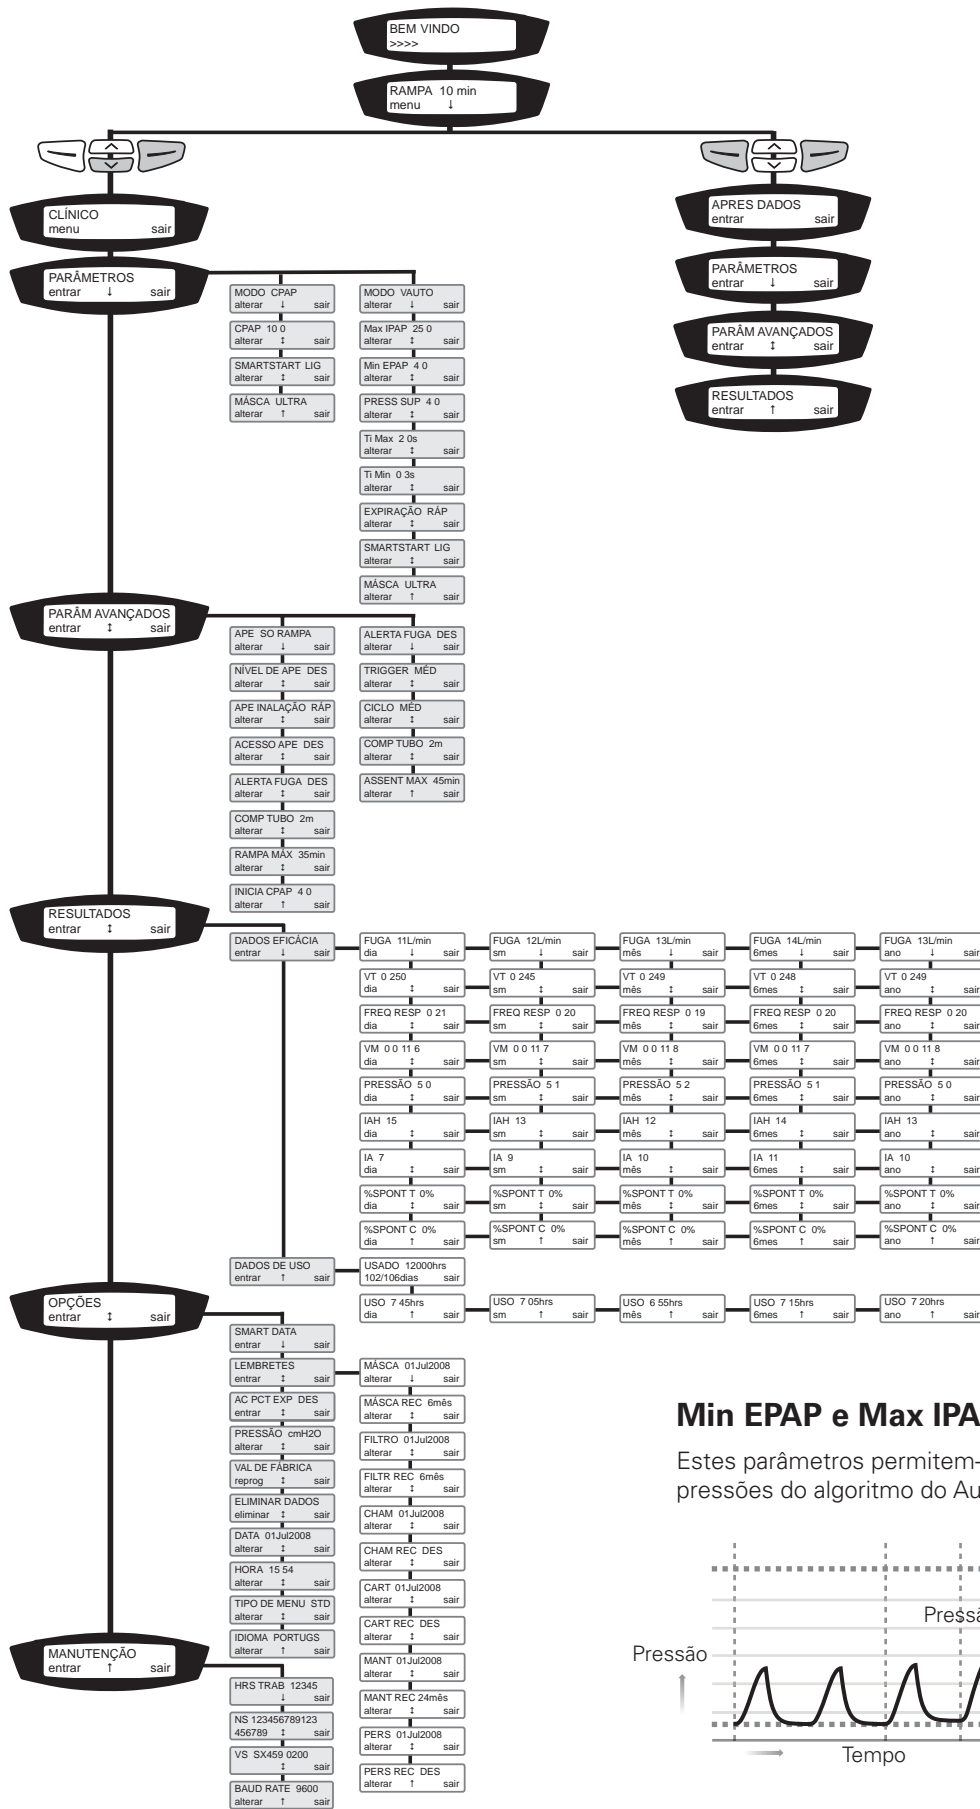 BEM VINDO
>>>>
RAMPA 10 min
menu ↓
CLÍNICO
menu sair
PARÂMETROS
entrar ↓ sair
MODO CPAP
alterar ↓ sair
CPAP 10 0
alterar ↕ sair
SMARTSTART LIG
alterar ↕ sair
MÁSCA ULTRA
alterar ↑ sair
MODO VAUTO
alterar ↓ sair
Max IPAP 25 0
alterar ↕ sair
Min EPAP 4 0
alterar ↕ sair
PRESS SUP 4 0
alterar ↕ sair
Ti Max 2 0s
alterar ↕ sair
Ti Min 0 3s
alterar ↕ sair
EXPIRAÇÃO RÁP
alterar ↕ sair
SMARTSTART LIG
alterar ↕ sair
MÁSCA ULTRA
alterar ↑ sair
APRES DADOS
entrar sair
PARÂMETROS
entrar ↓ sair
PARÂM AVANÇADOS
entrar ↕ sair
RESULTADOS
entrar ↑ sair
PARÂM AVANÇADOS
entrar ↕ sair
APE SO RAMPA
alterar ↓ sair
NÍVEL DE APE DES
alterar ↕ sair
APE INALAÇÃO RÁP
alterar ↕ sair
ACESSO APE DES
alterar ↕ sair
ALERTA FUGA DES
alterar ↕ sair
COMP TUBO 2m
alterar ↕ sair
RAMPA MÁX 35min
alterar ↕ sair
INICIA CPAP 4 0
alterar ↑ sair
ALERTA FUGA DES
alterar ↓ sair
TRIGGER MÉD
alterar ↕ sair
CICLO MÉD
alterar ↕ sair
COMP TUBO 2m
alterar ↕ sair
ASSENT MAX 45min
alterar ↑ sair
RESULTADOS
entrar ↕ sair
DADOS EFICÁCIA
entrar ↓ sair
FUGA 11L/min
dia ↓ sair
FUGA 12L/min
sm ↓ sair
FUGA 13L/min
mês ↓ sair
FUGA 14L/min
6mes ↓ sair
FUGA 13L/min
ano ↓ sair
VT 0 250
dia ↕ sair
VT 0 245
sm ↕ sair
VT 0 249
mês ↕ sair
VT 0 248
6mes ↕ sair
VT 0 249
ano ↕ sair
FREQ RESP 0 21
dia ↕ sair
FREQ RESP 0 20
sm ↕ sair
FREQ RESP 0 19
mês ↕ sair
FREQ RESP 0 20
6mes ↕ sair
FREQ RESP 0 20
ano ↕ sair
VM 0 0 11 6
dia ↕ sair
VM 0 0 11 7
sm ↕ sair
VM 0 0 11 8
mês ↕ sair
VM 0 0 11 7
6mes ↕ sair
VM 0 0 11 8
ano ↕ sair
PRESSÃO 5 0
dia ↕ sair
PRESSÃO 5 1
sm ↕ sair
PRESSÃO 5 2
mês ↕ sair
PRESSÃO 5 1
6mes ↕ sair
PRESSÃO 5 0
ano ↕ sair
IAH 15
dia ↕ sair
IAH 13
sm ↕ sair
IAH 12
mês ↕ sair
IAH 14
6mes ↕ sair
IAH 13
ano ↕ sair
IA 7
dia ↕ sair
IA 9
sm ↕ sair
IA 10
mês ↕ sair
IA 11
6mes ↕ sair
IA 10
ano ↕ sair
%SPONT T 0%
dia ↕ sair
%SPONT T 0%
sm ↕ sair
%SPONT T 0%
mês ↕ sair
%SPONT T 0%
6mes ↕ sair
%SPONT T 0%
ano ↕ sair
%SPONT C 0%
dia ↑ sair
%SPONT C 0%
sm ↑ sair
%SPONT C 0%
mês ↑ sair
%SPONT C 0%
6mes ↑ sair
%SPONT C 0%
ano ↑ sair
DADOS DE USO
entrar ↑ sair
USADO 12000hrs
102/106dias sair
USO 7 45hrs
dia ↑ sair
USO 7 05hrs
sm ↑ sair
USO 6 55hrs
mês ↑ sair
USO 7 15hrs
6mes ↑ sair
USO 7 20hrs
ano ↑ sair
OPÇÕES
entrar ↕ sair
SMART DATA
entrar ↓ sair
LEMBRETES
entrar ↕ sair
AC PCT EXP DES
entrar ↕ sair
PRESSÃO cmH2O
alterar ↕ sair
VAL DE FÁBRICA
reprog ↕ sair
ELIMINAR DADOS
eliminar ↕ sair
DATA 01Jul2008
alterar ↕ sair
HORA 15 54
alterar ↕ sair
TIPO DE MENU STD
alterar ↕ sair
IDIOMA PORTUGS
alterar ↑ sair
MÁSCA 01Jul2008
alterar ↓ sair
MÁSCA REC 6mês
alterar ↕ sair
FILTRO 01Jul2008
alterar ↕ sair
FILTR REC 6mês
alterar ↕ sair
CHAM 01Jul2008
alterar ↕ sair
CHAM REC DES
alterar ↕ sair
CART 01Jul2008
alterar ↕ sair
CART REC DES
alterar ↕ sair
MANT 01Jul2008
alterar ↕ sair
MANT REC 24mês
alterar ↕ sair
PERS 01Jul2008
alterar ↕ sair
PERS REC DES
alterar ↑ sair
MANUTENÇÃO
entrar ↑ sair
HRS TRAB 12345
↓ sair
NS 123456789123
456789 ↕ sair
VS SX459 0200
↕ sair
BAUD RATE 9600
alterar ↑ sair
Min EPAP e Max IPA
Estes parâmetros permitem-
pressões do algoritmo do Au
Pressã
Pressão
Tempo